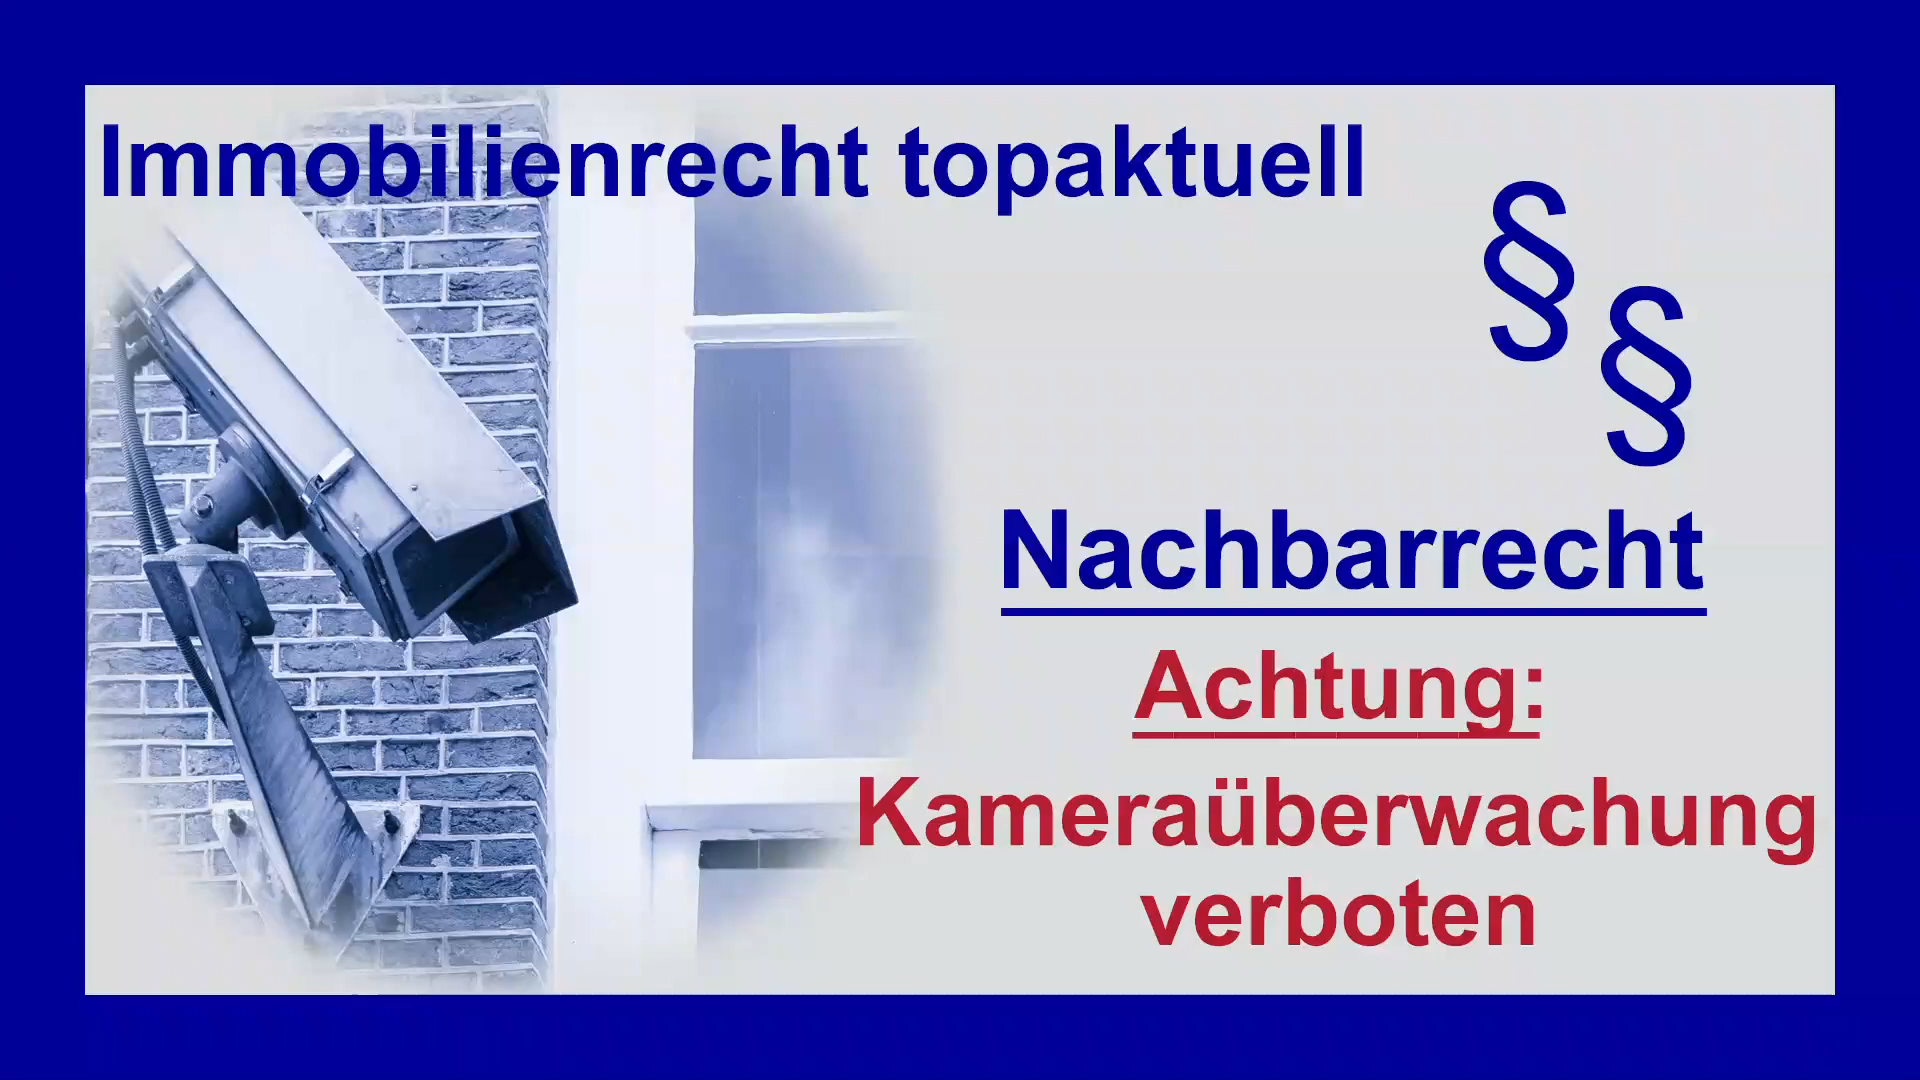 Immobilienrecht topaktuell
§
§
Nachbarrecht
Achtung:
Kameraüberwachung
verboten